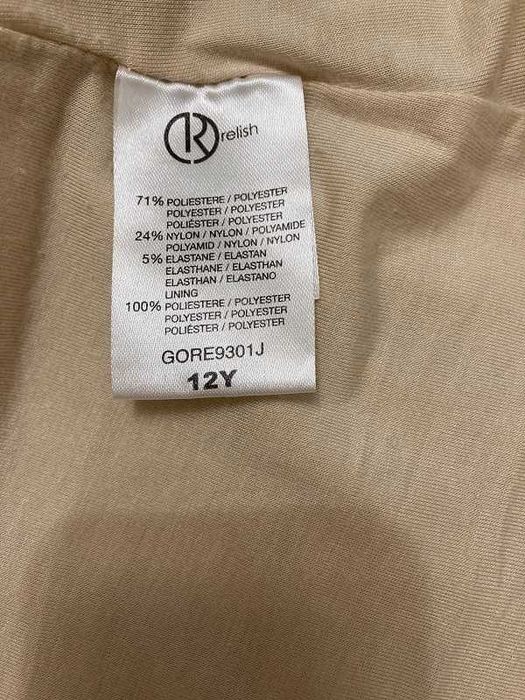 R relish
71% POLIESTERE / POLYESTER
POLYESTER / POLYESTER
POLIÉSTER / POLYESTER
24% NYLON / NYLON / POLYAMIDE
POLYAMID / NYLON / NYLON
5% ELASTANE / ELASTAN
ELASTHANE / ELASTHAN
ELASTHAN / ELASTANO
LINING
100% POLIESTERE / POLYESTER
POLYESTER / POLYESTER
POLIÉSTER / POLYESTER
GORE9301J
12Y